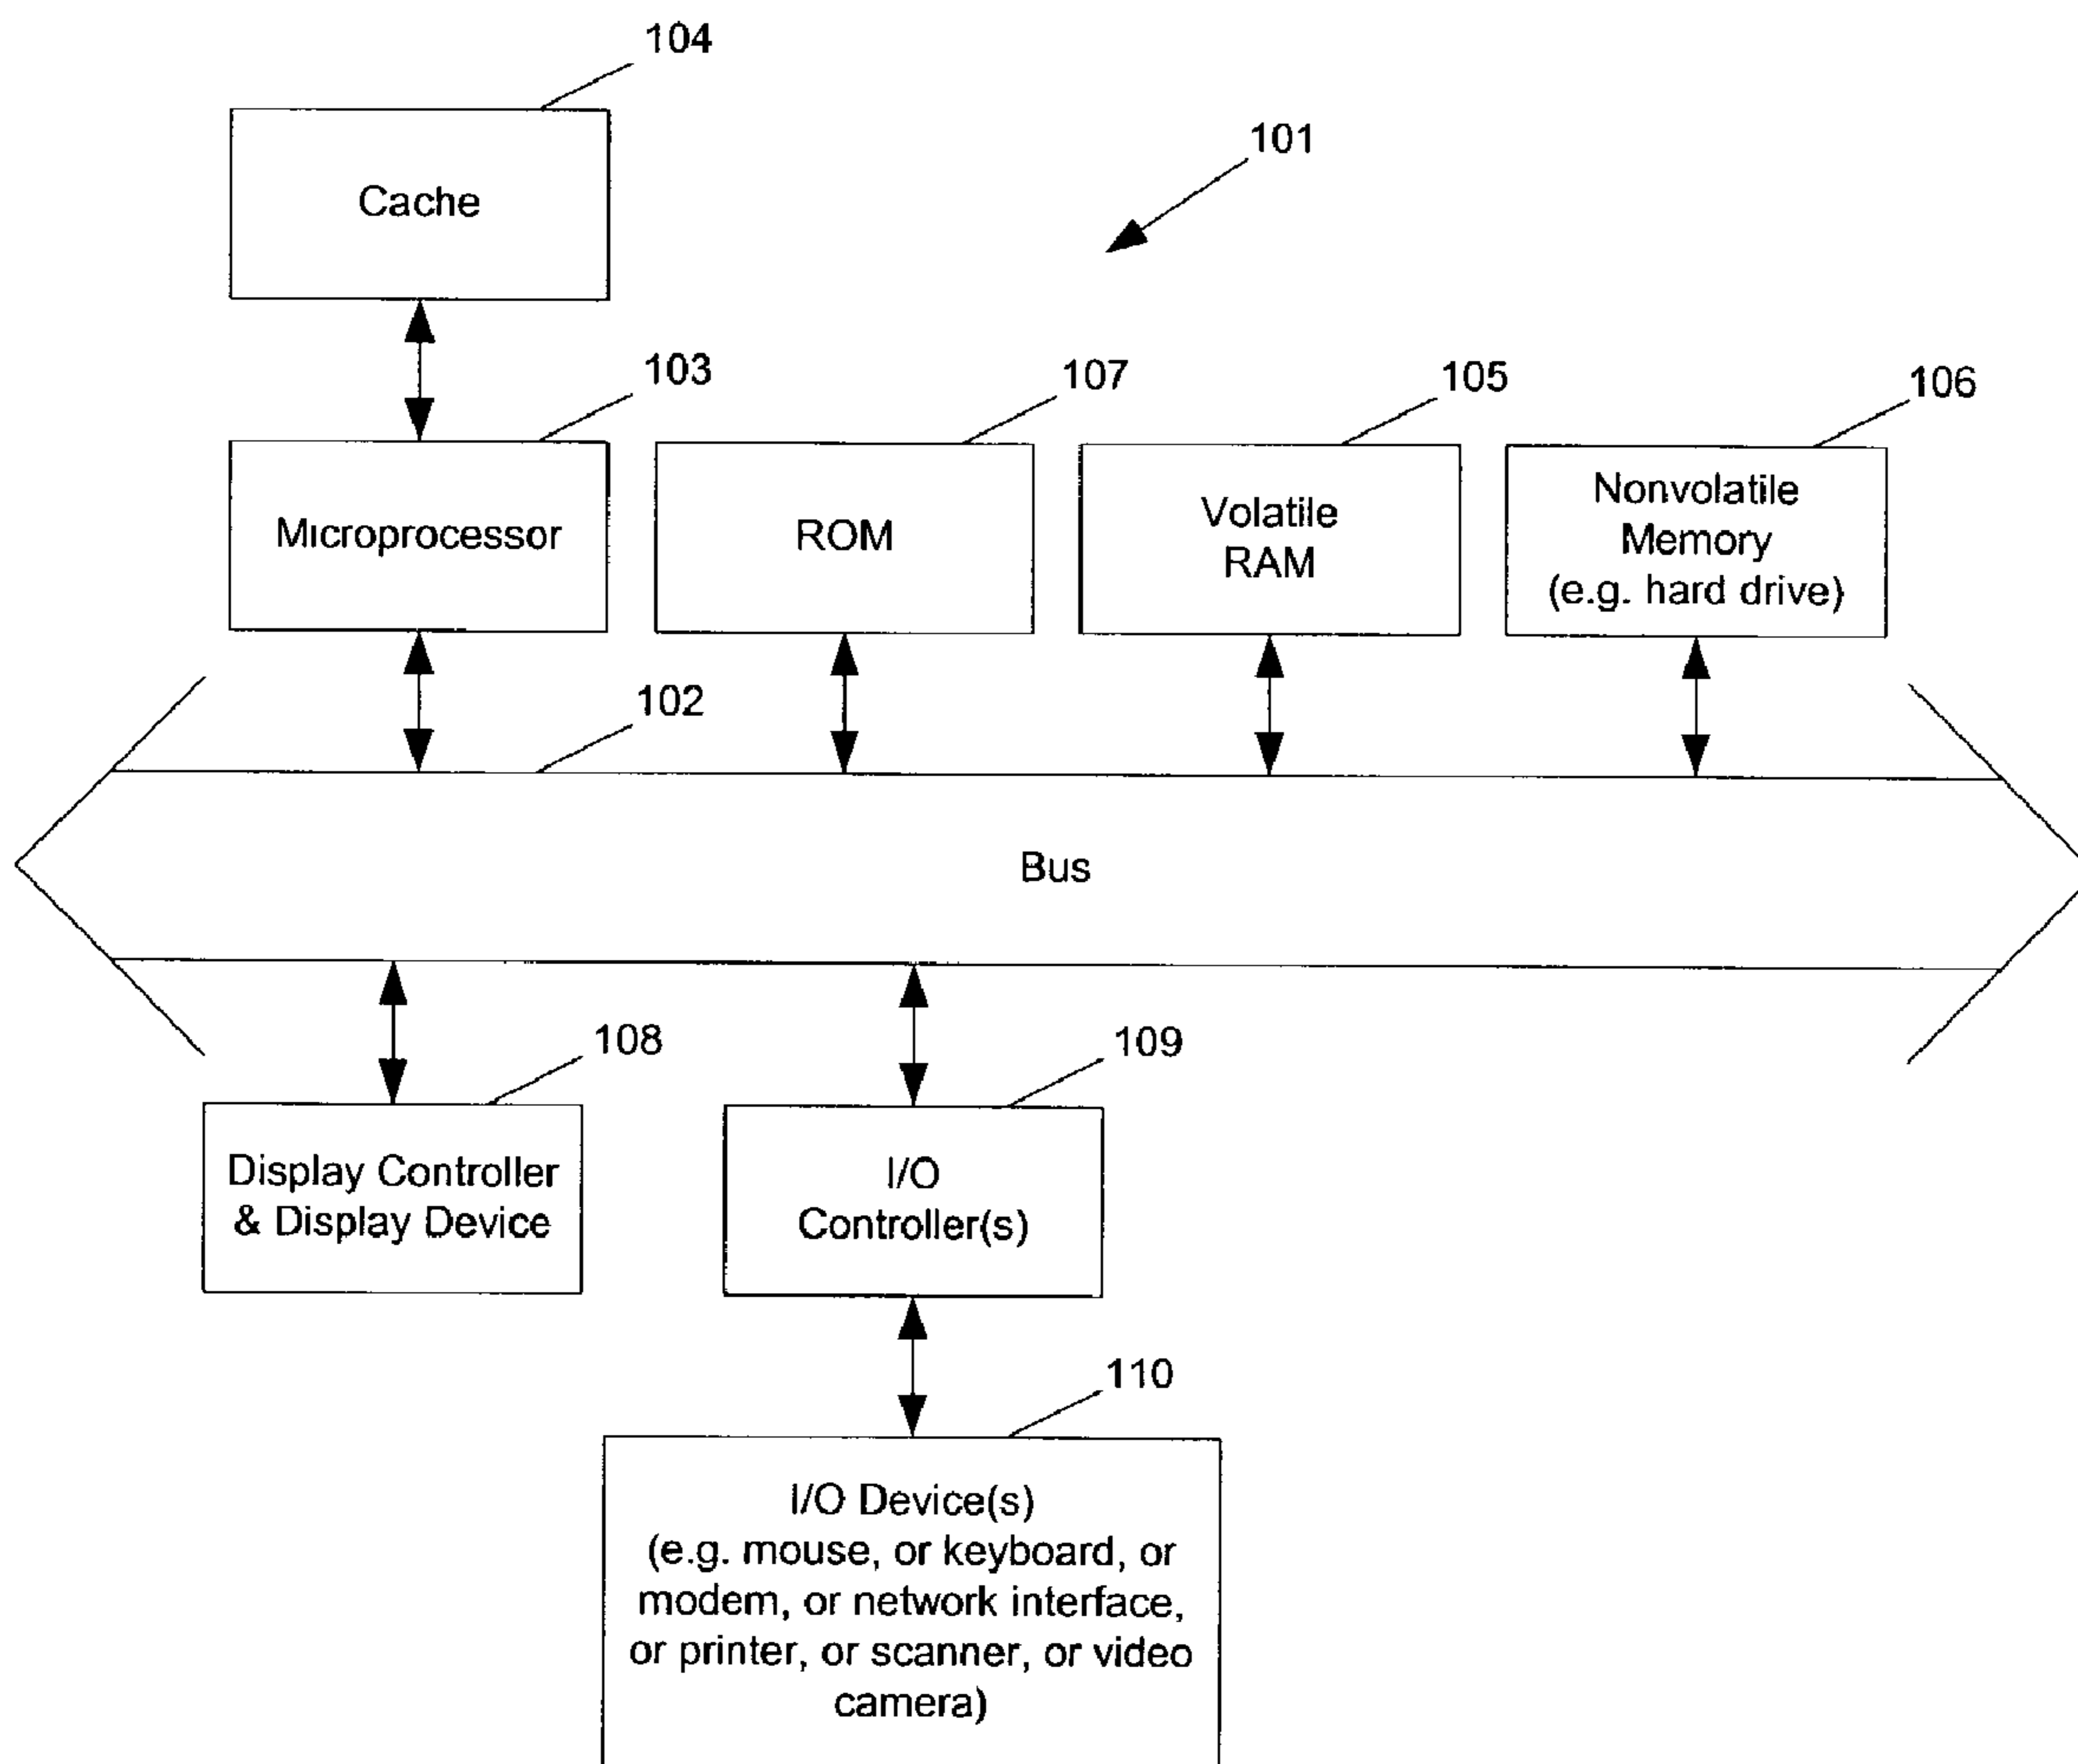 104
Cache
101
103
107
105
106
Microprocessor
ROM
Volatile
RAM
Nonvolatile
Memory
(e.g. hard drive)
102
Bus
108
109
Display Controller
& Display Device
I/O
Controller(s)
110
I/O Device(s)
(e.g. mouse, or keyboard, or
modem, or network interface,
or printer, or scanner, or video
camera)